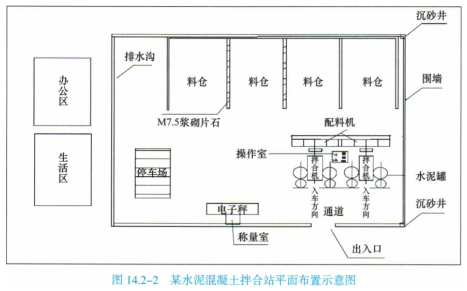 沉砂井
排水沟
办公区
料仓
料仓
料仓
料仓
围墙
M7.5浆砌片石
配料机
操作室
生活区
停车场
拌合机
拌合机
水泥罐
入车方向
入车方向
电子秤
通道
沉砂井
称量室
出入口
图 14.2-2 某水泥混凝土拌合站平面布置示意图